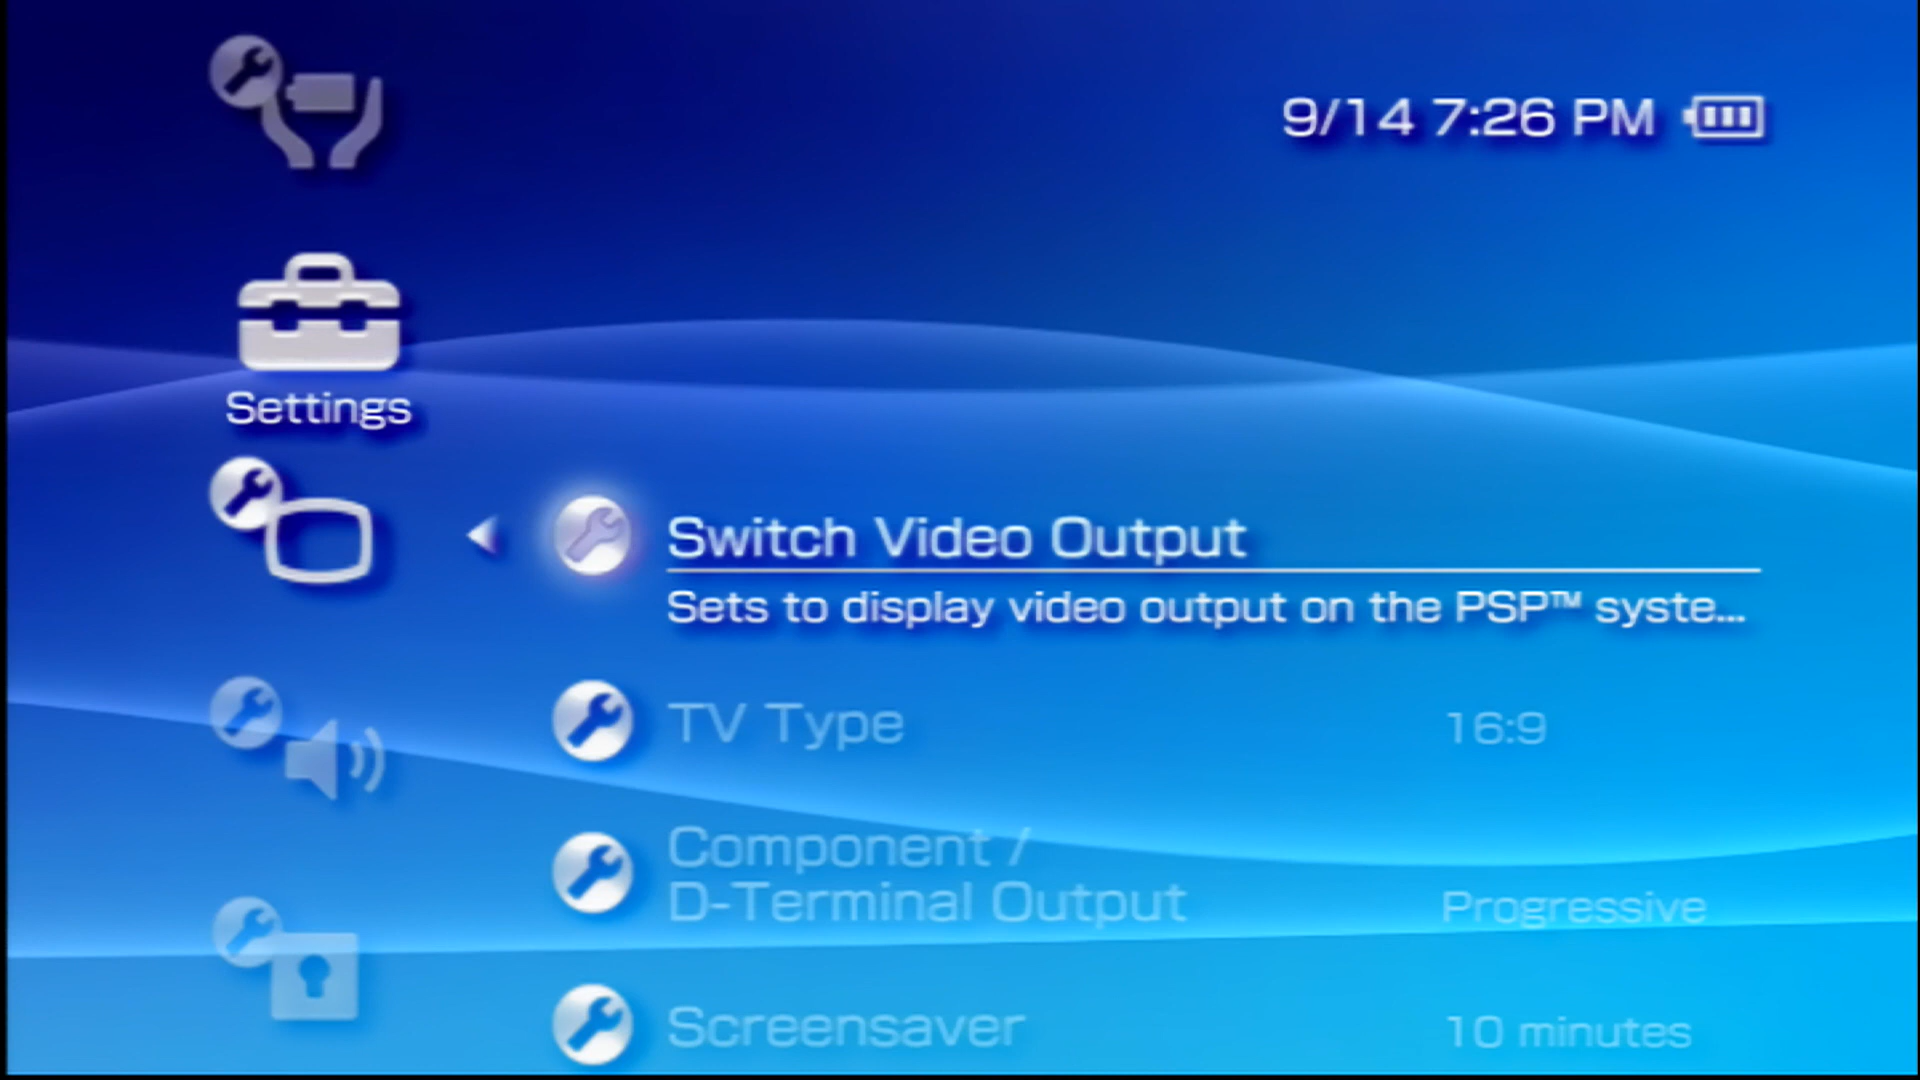 9/14 7:26 PM
Settings
Switch Video Output
Sets to display video output on the PSP™ syste...
TV Type 16:9
Component /
D-Terminal Output Progressive
Screensaver 10 minutes